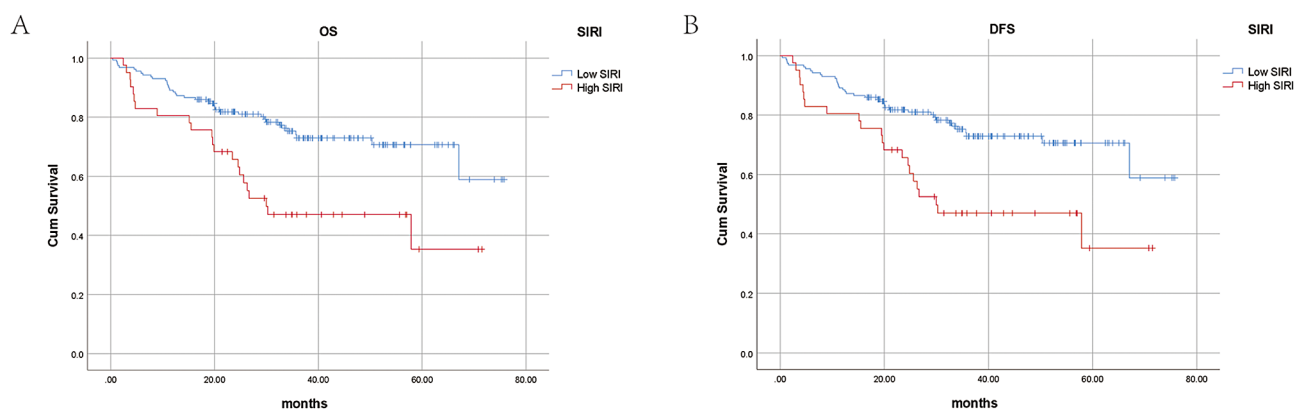 A
OS
SIRI
Low SIRI
High SIRI
Cum Survival
1.0
0.8
0.6
0.4
0.2
0.0
.00 20.00 40.00 60.00 80.00
months
B
DFS
SIRI
Low SIRI
High SIRI
Cum Survival
1.0
0.8
0.6
0.4
0.2
0.0
.00 20.00 40.00 60.00 80.00
months